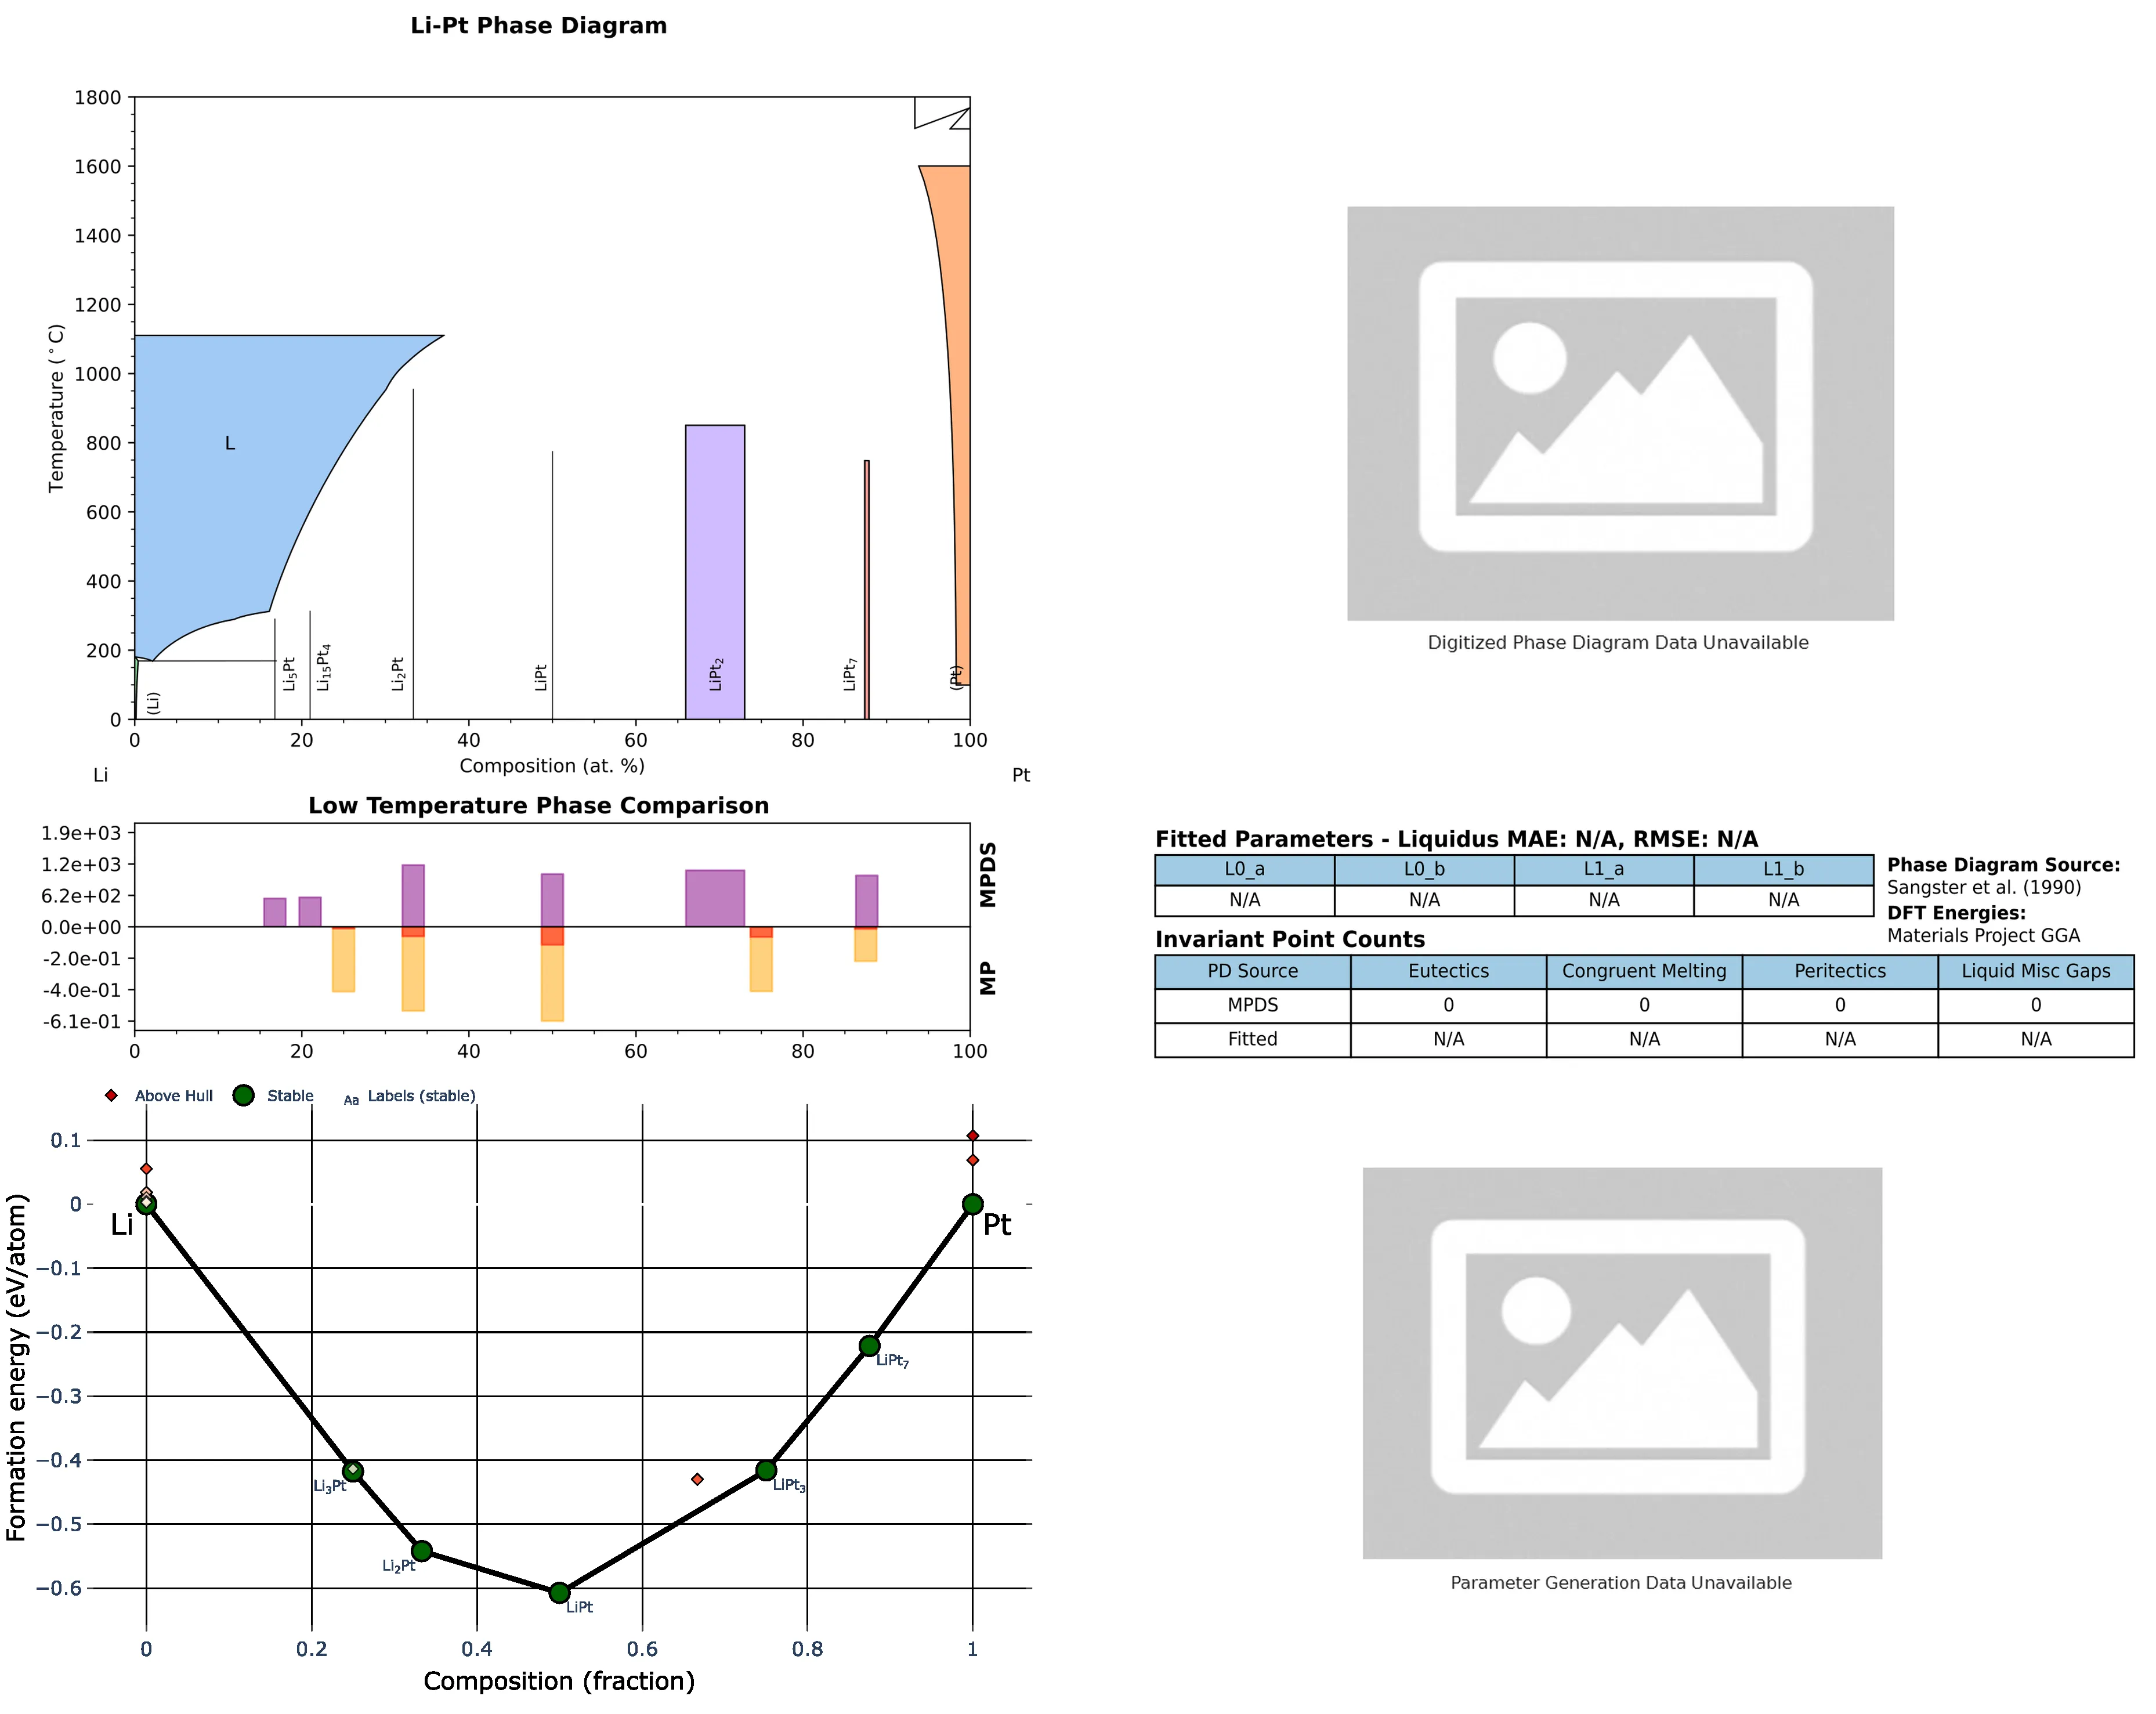 Li-Pt Phase Diagram
1800
1600
1400
1200
1000
800
600
400
200
0
Temperature (°C)
L
(Li)
Li5Pt
Li15Pt4
Li2Pt
LiPt
LiPt2
LiPt7
(Pt)
0 20 40 60 80 100
Composition (at. %)
Li Pt
Digitized Phase Diagram Data Unavailable
Low Temperature Phase Comparison
1.9e+03
1.2e+03
6.2e+02
0.0e+00
-2.0e-01
-4.0e-01
-6.1e-01
MPDS
MP
0 20 40 60 80 100
Fitted Parameters - Liquidus MAE: N/A, RMSE: N/A
L0_a L0_b L1_a L1_b
N/A N/A N/A N/A
Phase Diagram Source:
Sangster et al. (1990)
DFT Energies:
Materials Project GGA
Invariant Point Counts
PD Source Eutectics Congruent Melting Peritectics Liquid Misc Gaps
MPDS 0 0 0 0
Fitted N/A N/A N/A N/A
Above Hull Stable Aa Labels (stable)
0.1
0
−0.1
−0.2
−0.3
−0.4
−0.5
−0.6
Formation energy (eV/atom)
Li
Pt
LiPt7
Li3Pt
LiPt3
Li2Pt
LiPt
0 0.2 0.4 0.6 0.8 1
Composition (fraction)
Parameter Generation Data Unavailable